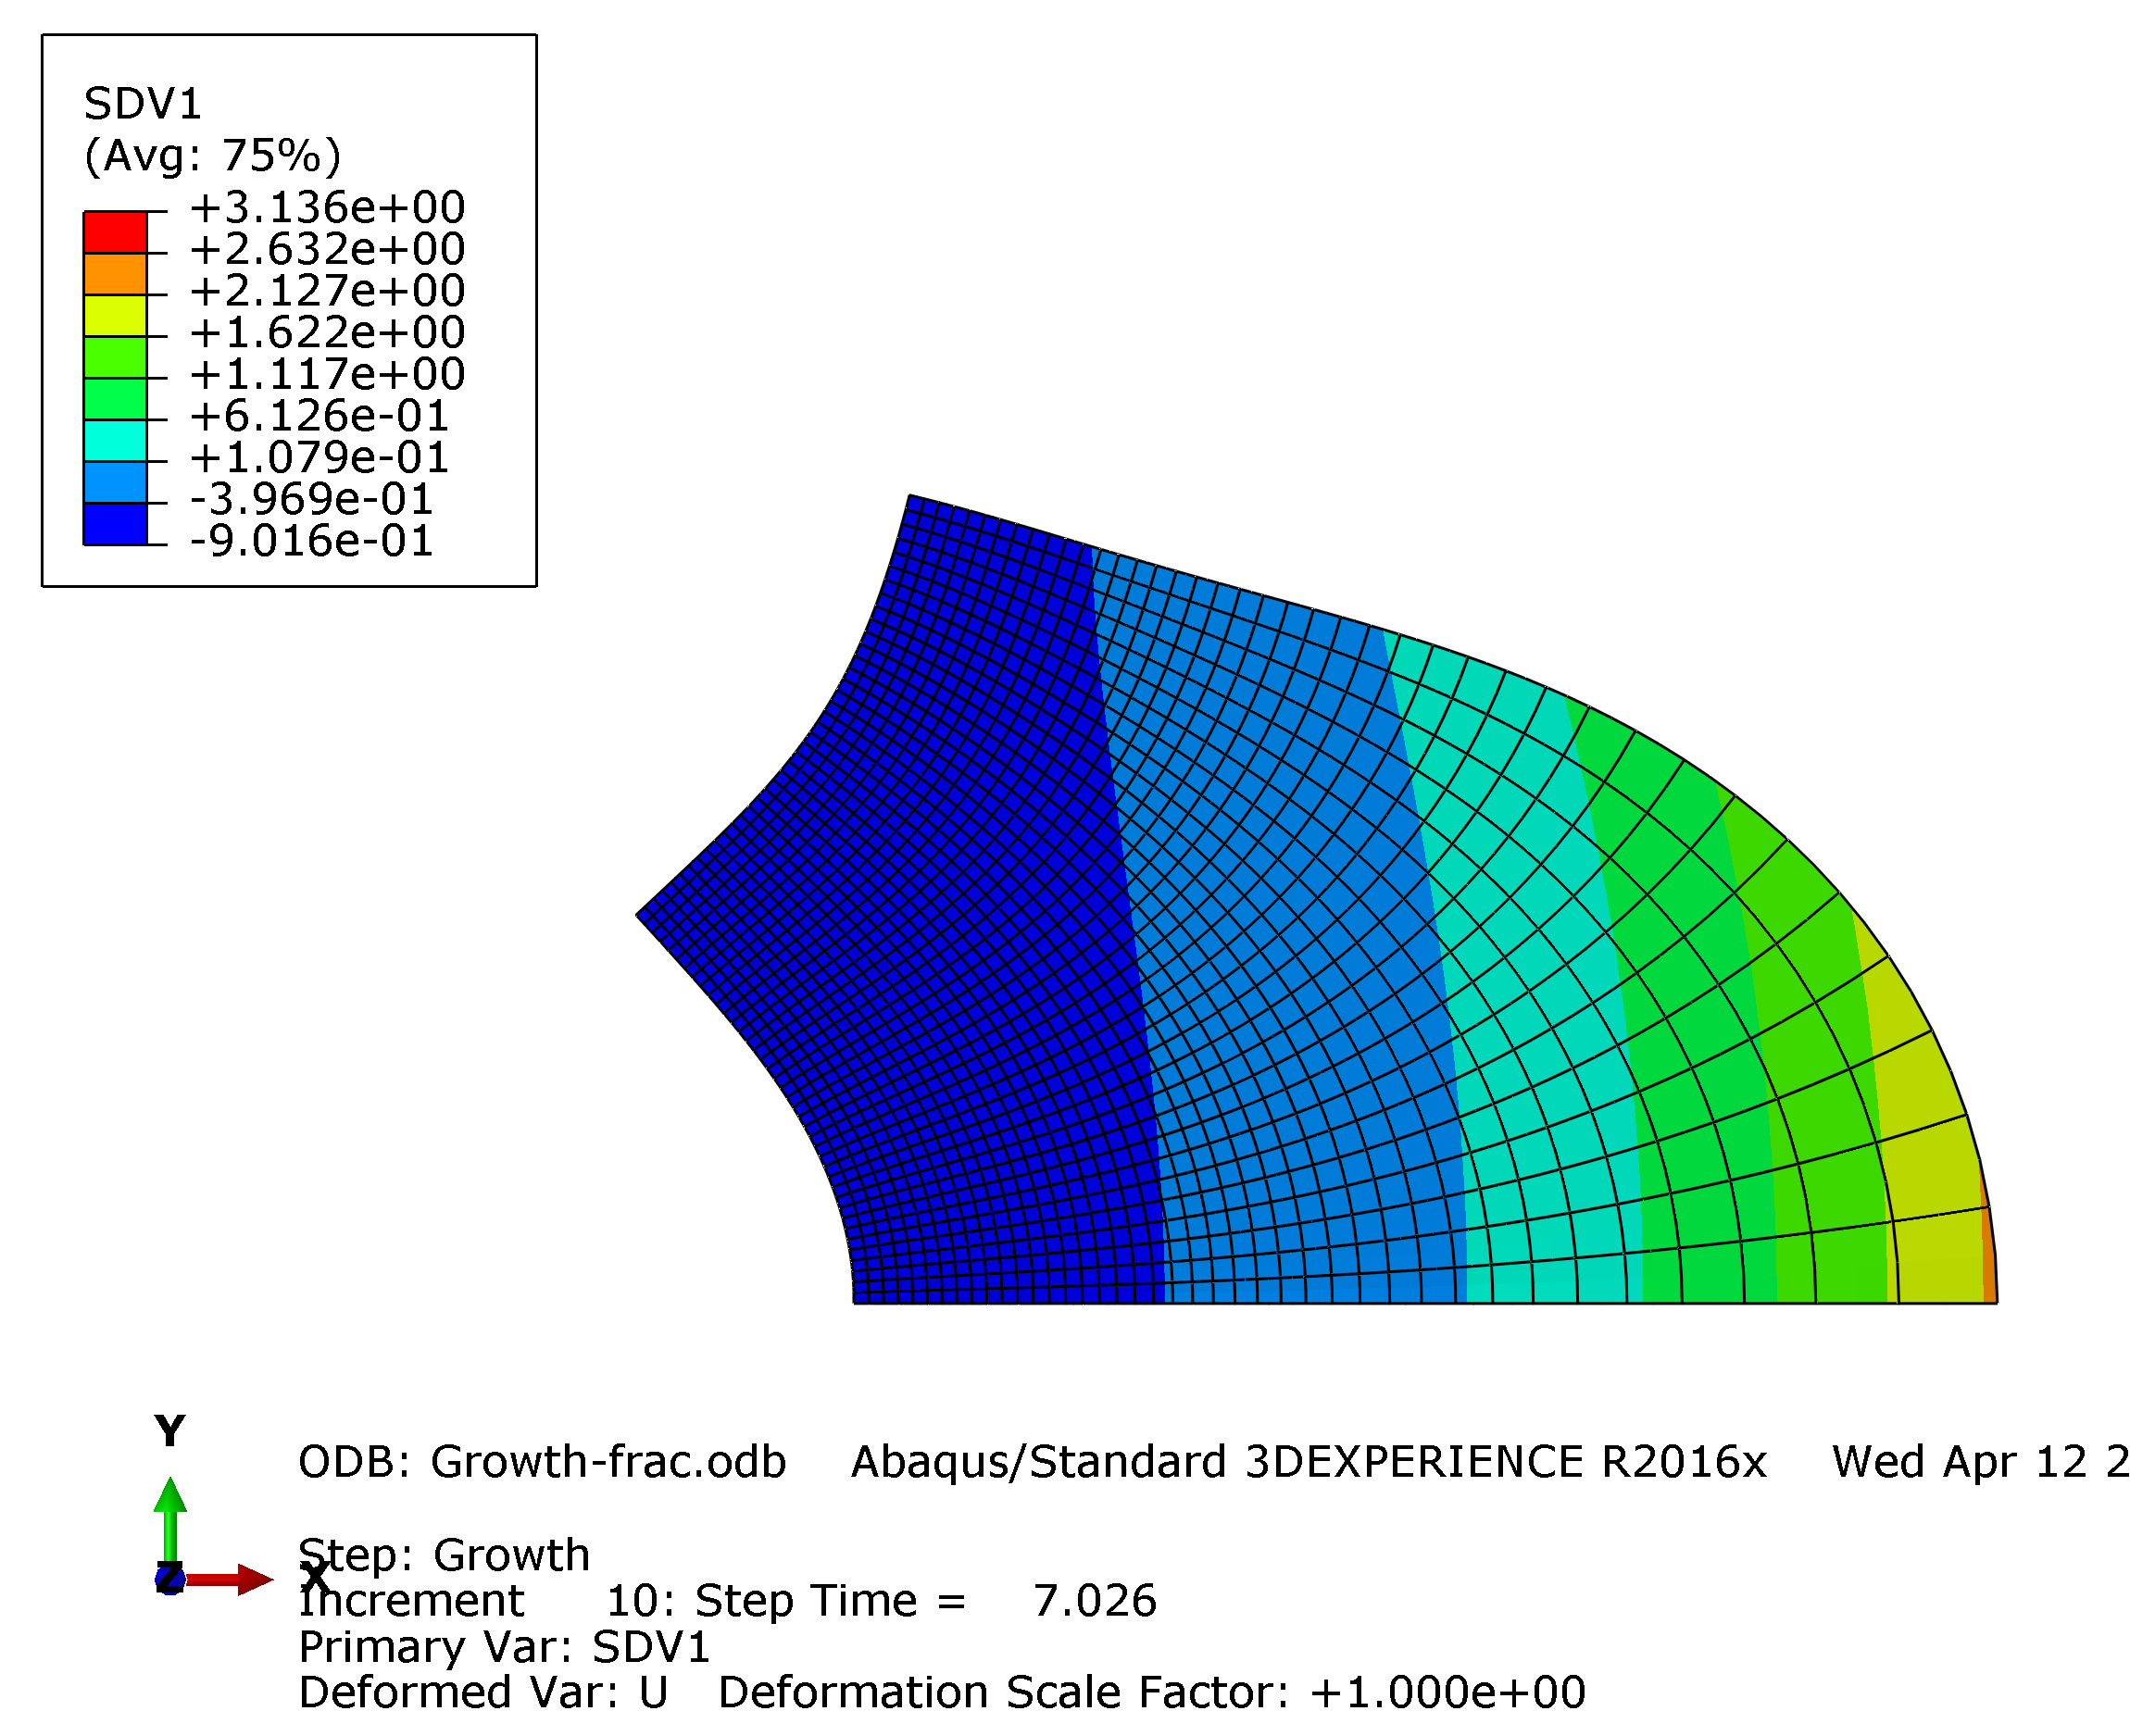 SDV1
(Avg: 75%)
+3.136e+00
+2.632e+00
+2.127e+00
+1.622e+00
+1.117e+00
+6.126e-01
+1.079e-01
-3.969e-01
-9.016e-01
Y
Z
X
ODB: Growth-frac.odb Abaqus/Standard 3DEXPERIENCE R2016x Wed Apr 12 2
Step: Growth
Increment 10: Step Time = 7.026
Primary Var: SDV1
Deformed Var: U Deformation Scale Factor: +1.000e+00